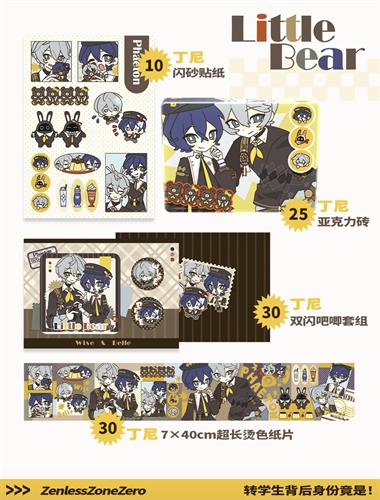 Little
Bear
Phaeton
10 丁尼
闪砂贴纸
25 丁尼
亚克力砖
Little Bear
Wise & Belle
30 丁尼
双闪吧唧套组
PHAETHON
30 丁尼 7×40cm超长烫色纸片
>>> ZenlessZoneZero
转学生背后身份竟是!